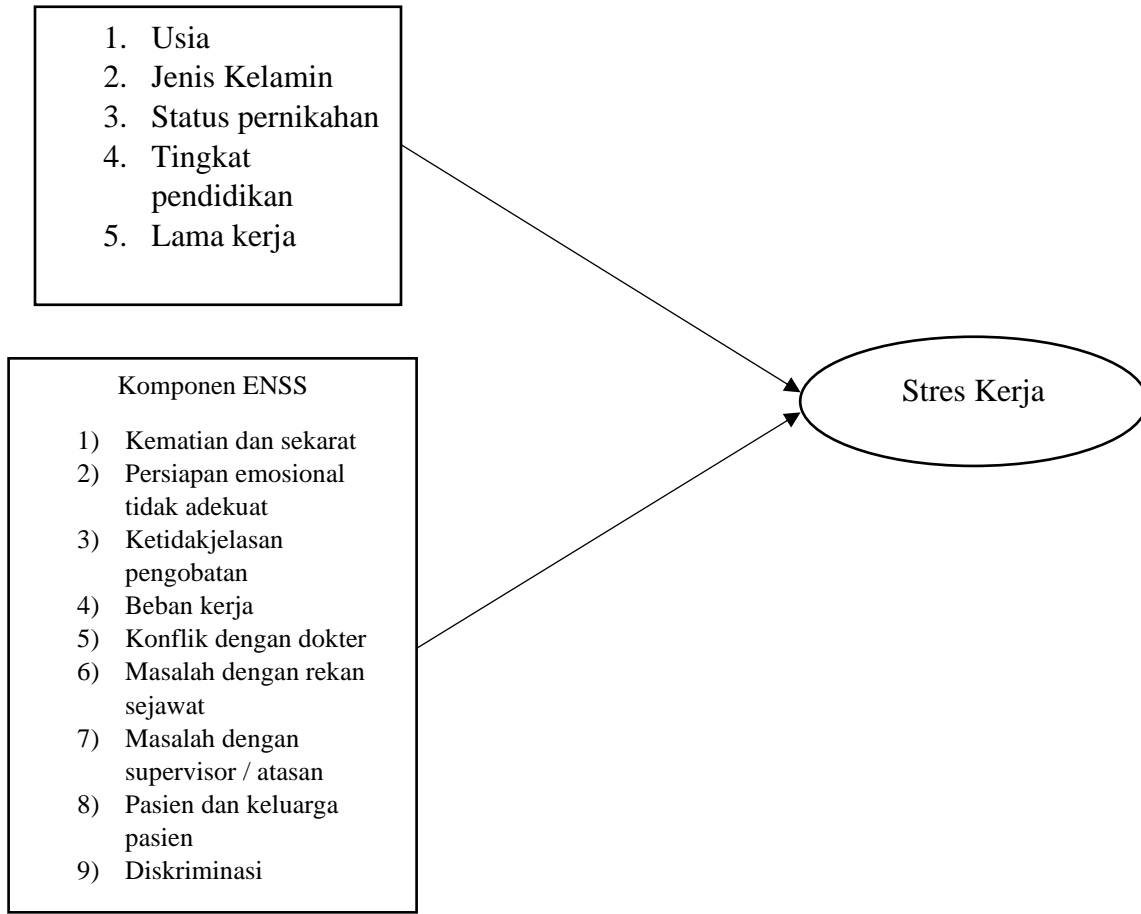 1. Usia
2. Jenis Kelamin
3. Status pernikahan
4. Tingkat
pendidikan
5. Lama kerja
Komponen ENSS
1) Kematian dan sekarat
2) Persiapan emosional
tidak adekuat
3) Ketidakjelasan
pengobatan
4) Beban kerja
5) Konflik dengan dokter
6) Masalah dengan rekan
sejawat
7) Masalah dengan
supervisor / atasan
8) Pasien dan keluarga
pasien
9) Diskriminasi
Stres Kerja